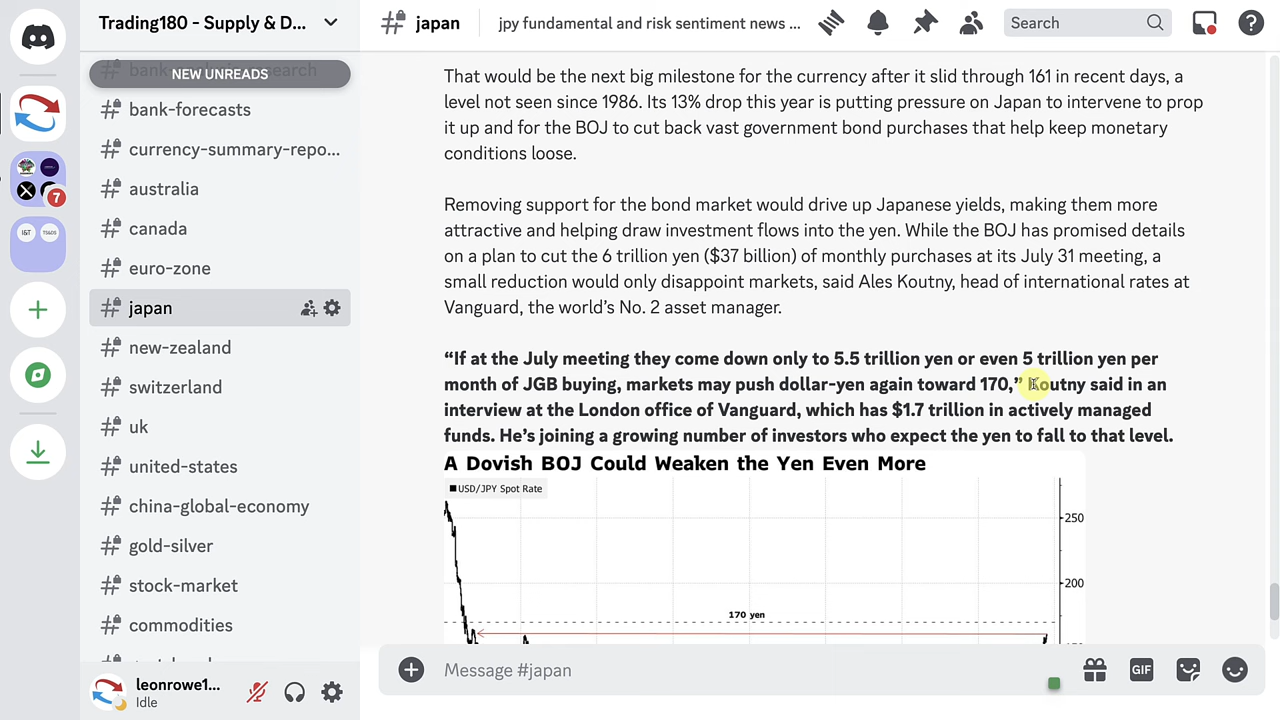 Trading180 - Supply & D...
japan
jpy fundamental and risk sentiment news ...
Search
NEW UNREADS
bank-forecasts
currency-summary-repo...
australia
canada
euro-zone
japan
new-zealand
switzerland
uk
united-states
china-global-economy
gold-silver
stock-market
commodities
7
I&T
leonrowe1...
Idle
That would be the next big milestone for the currency after it slid through 161 in recent days, a
level not seen since 1986. Its 13% drop this year is putting pressure on Japan to intervene to prop
it up and for the BOJ to cut back vast government bond purchases that help keep monetary
conditions loose.
Removing support for the bond market would drive up Japanese yields, making them more
attractive and helping draw investment flows into the yen. While the BOJ has promised details
on a plan to cut the 6 trillion yen ($37 billion) of monthly purchases at its July 31 meeting, a
small reduction would only disappoint markets, said Ales Koutny, head of international rates at
Vanguard, the world’s No. 2 asset manager.
“If at the July meeting they come down only to 5.5 trillion yen or even 5 trillion yen per
month of JGB buying, markets may push dollar-yen again toward 170,” Koutny said in an
interview at the London office of Vanguard, which has $1.7 trillion in actively managed
funds. He’s joining a growing number of investors who expect the yen to fall to that level.
A Dovish BOJ Could Weaken the Yen Even More
USD/JPY Spot Rate
250
200
170 yen
Message #japan
GIF